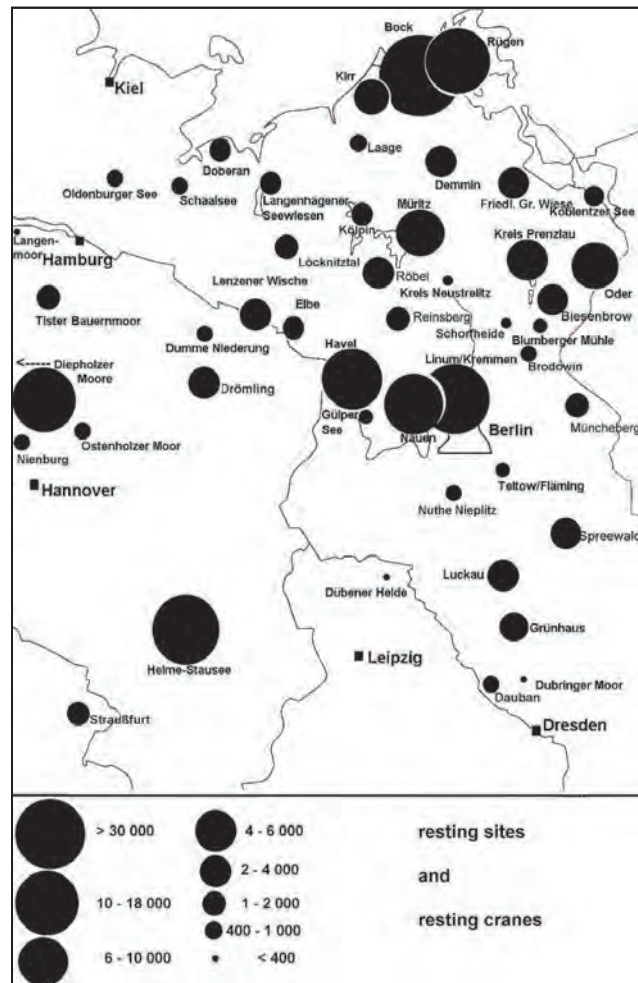 Bock
Rügen
Kirr
Kiel
Laage
Doberan
Demmin
Oldenburger See
Schaalsee
Langenhagener
Seewiesen
Friedl. Gr. Wiese
Koblentzer See
Kölpin
Müritz
Kreis Prenzlau
Langen-
moor
Hamburg
Locknitztal
Röbel
Kreis Neustrelitz
Oder
Lenzener Wische
Elbe
Tister Bauernmoor
Reinsberg
Schorfheide
Biesenbrow
Dumme Niederung
Blumberger Mühle
Havel
Linum/Kremmen
Brodowin
<---- Diepholzer
Moore
Drömling
Gülper
See
Nauen
Berlin
Müncheberg
Ostenholzer Moor
Nienburg
Hannover
Teltow/Fläming
Nuthe Nieplitz
Spreewald
Luckau
Dübener Heide
Grünhaus
Helme-Stausee
Leipzig
Dauban
Dubringer Moor
Straußfurt
Dresden
> 30 000
4 - 6 000
resting sites
2 - 4 000
and
10 - 18 000
1 - 2 000
resting cranes
400 - 1 000
6 - 10 000
< 400